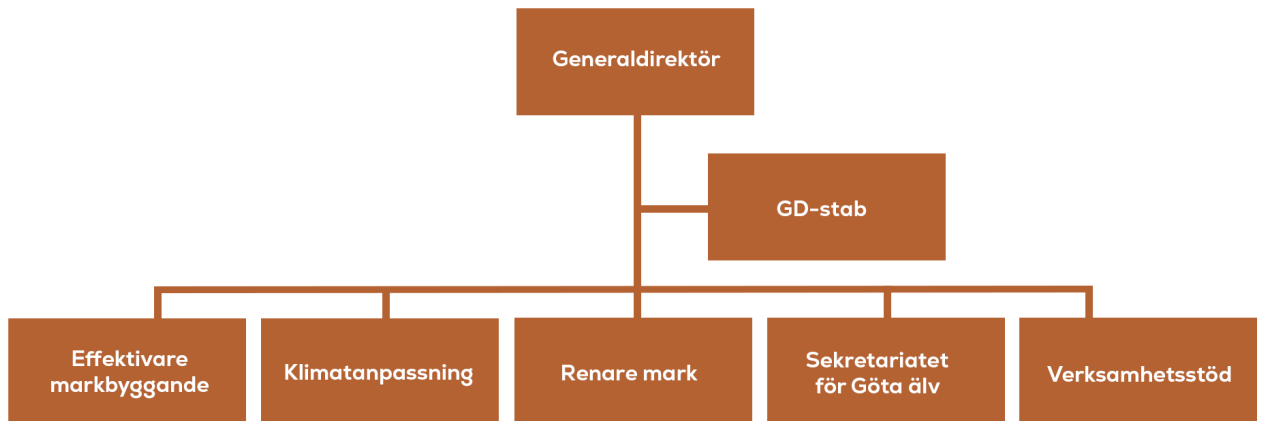 Generaldirektör
GD-stab
Effektivare
markbyggande
Klimatanpassning
Renare mark
Sekretariatet
för Göta älv
Verksamhetsstöd